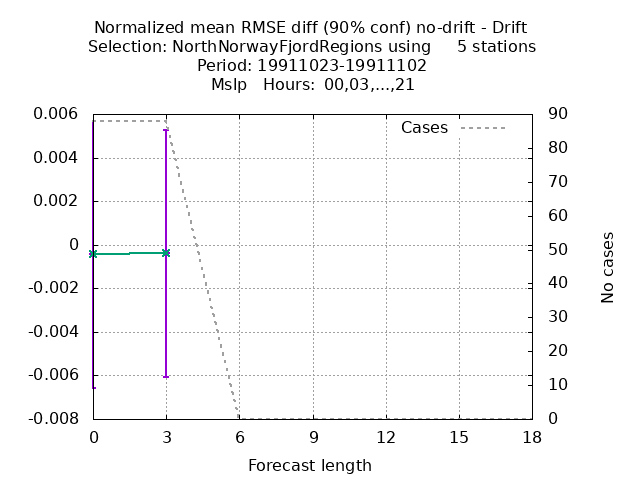 Normalized mean RMSE diff (90% conf) no-drift - Drift
Selection: NorthNorwayFjordRegions using 5 stations
Period: 19911023-19911102
Mslp Hours: 00,03,...,21
Cases
0.006
0.004
0.002
0
-0.002
-0.004
-0.006
-0.008
90
80
70
60
50
40
30
20
10
0
No cases
0 3 6 9 12 15 18
Forecast length